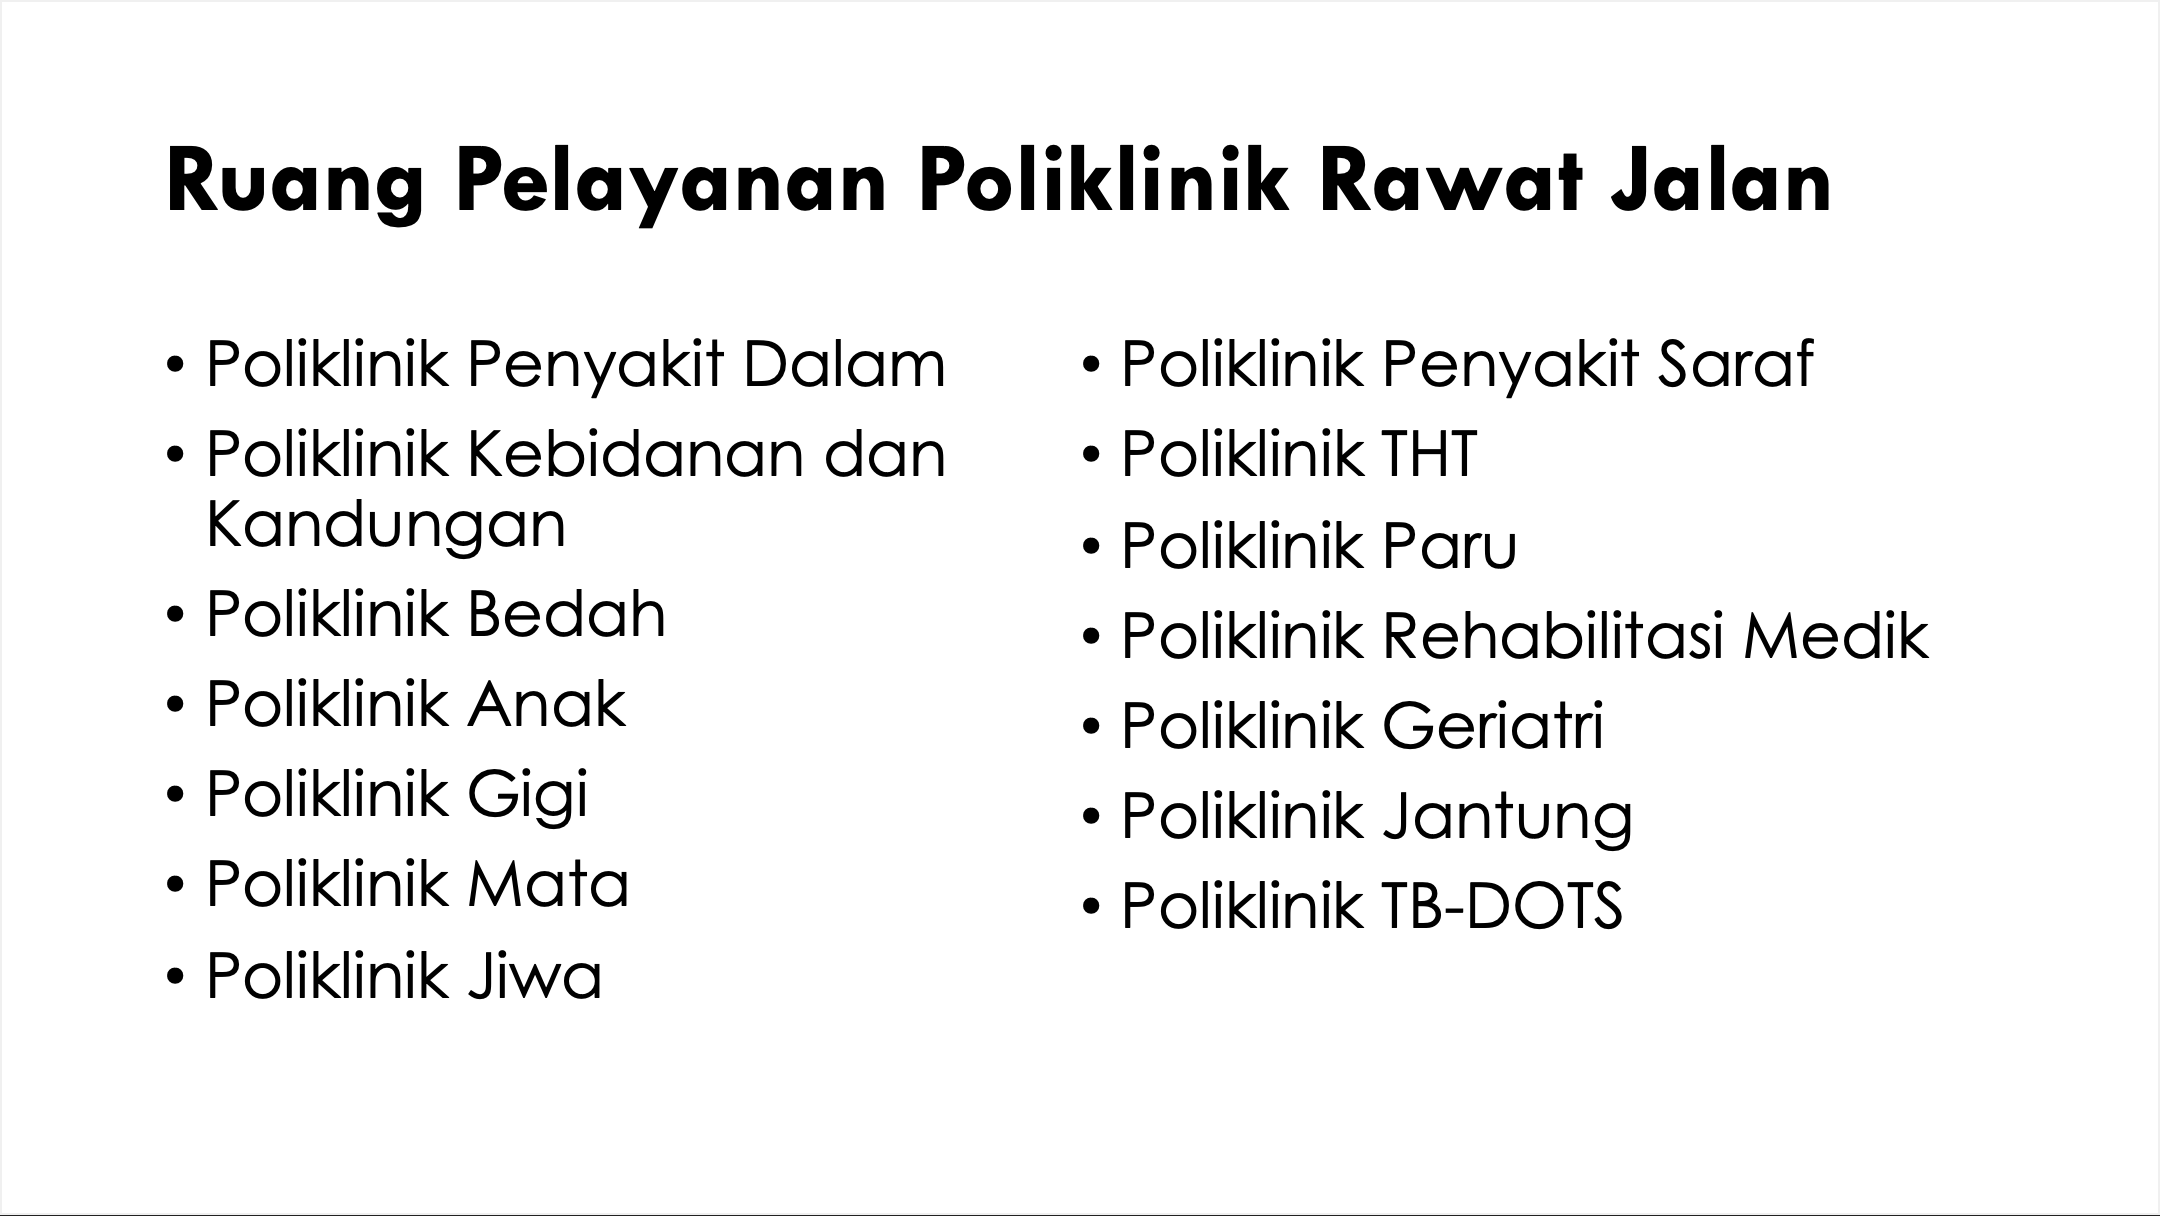 Ruang Pelayanan Poliklinik Rawat Jalan
• Poliklinik Penyakit Dalam
• Poliklinik Kebidanan dan
Kandungan
• Poliklinik Bedah
• Poliklinik Anak
• Poliklinik Gigi
• Poliklinik Mata
• Poliklinik Jiwa
• Poliklinik Penyakit Saraf
• Poliklinik THT
• Poliklinik Paru
• Poliklinik Rehabilitasi Medik
• Poliklinik Geriatri
• Poliklinik Jantung
• Poliklinik TB-DOTS